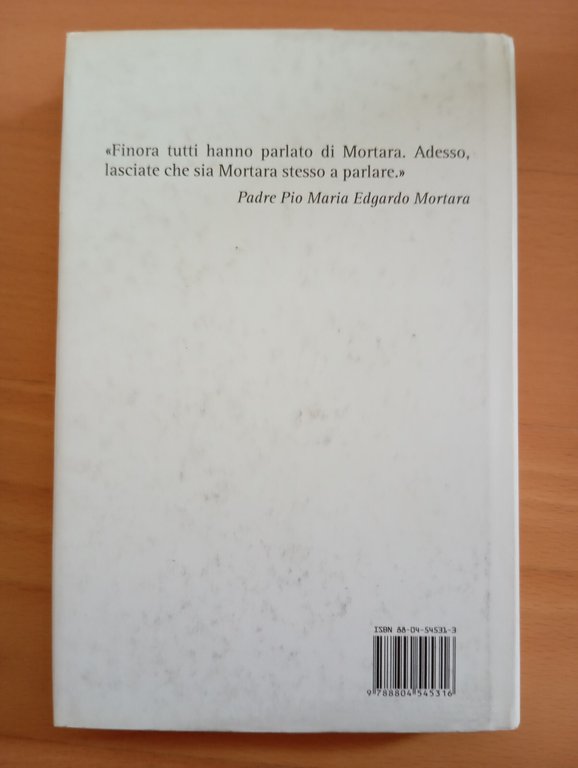 «Finora tutti hanno parlato di Mortara. Adesso,
lasciate che sia Mortara stesso a parlare.»
Padre Pio Maria Edgardo Mortara
ISBN 88-04-54531-3
9 788804 545316